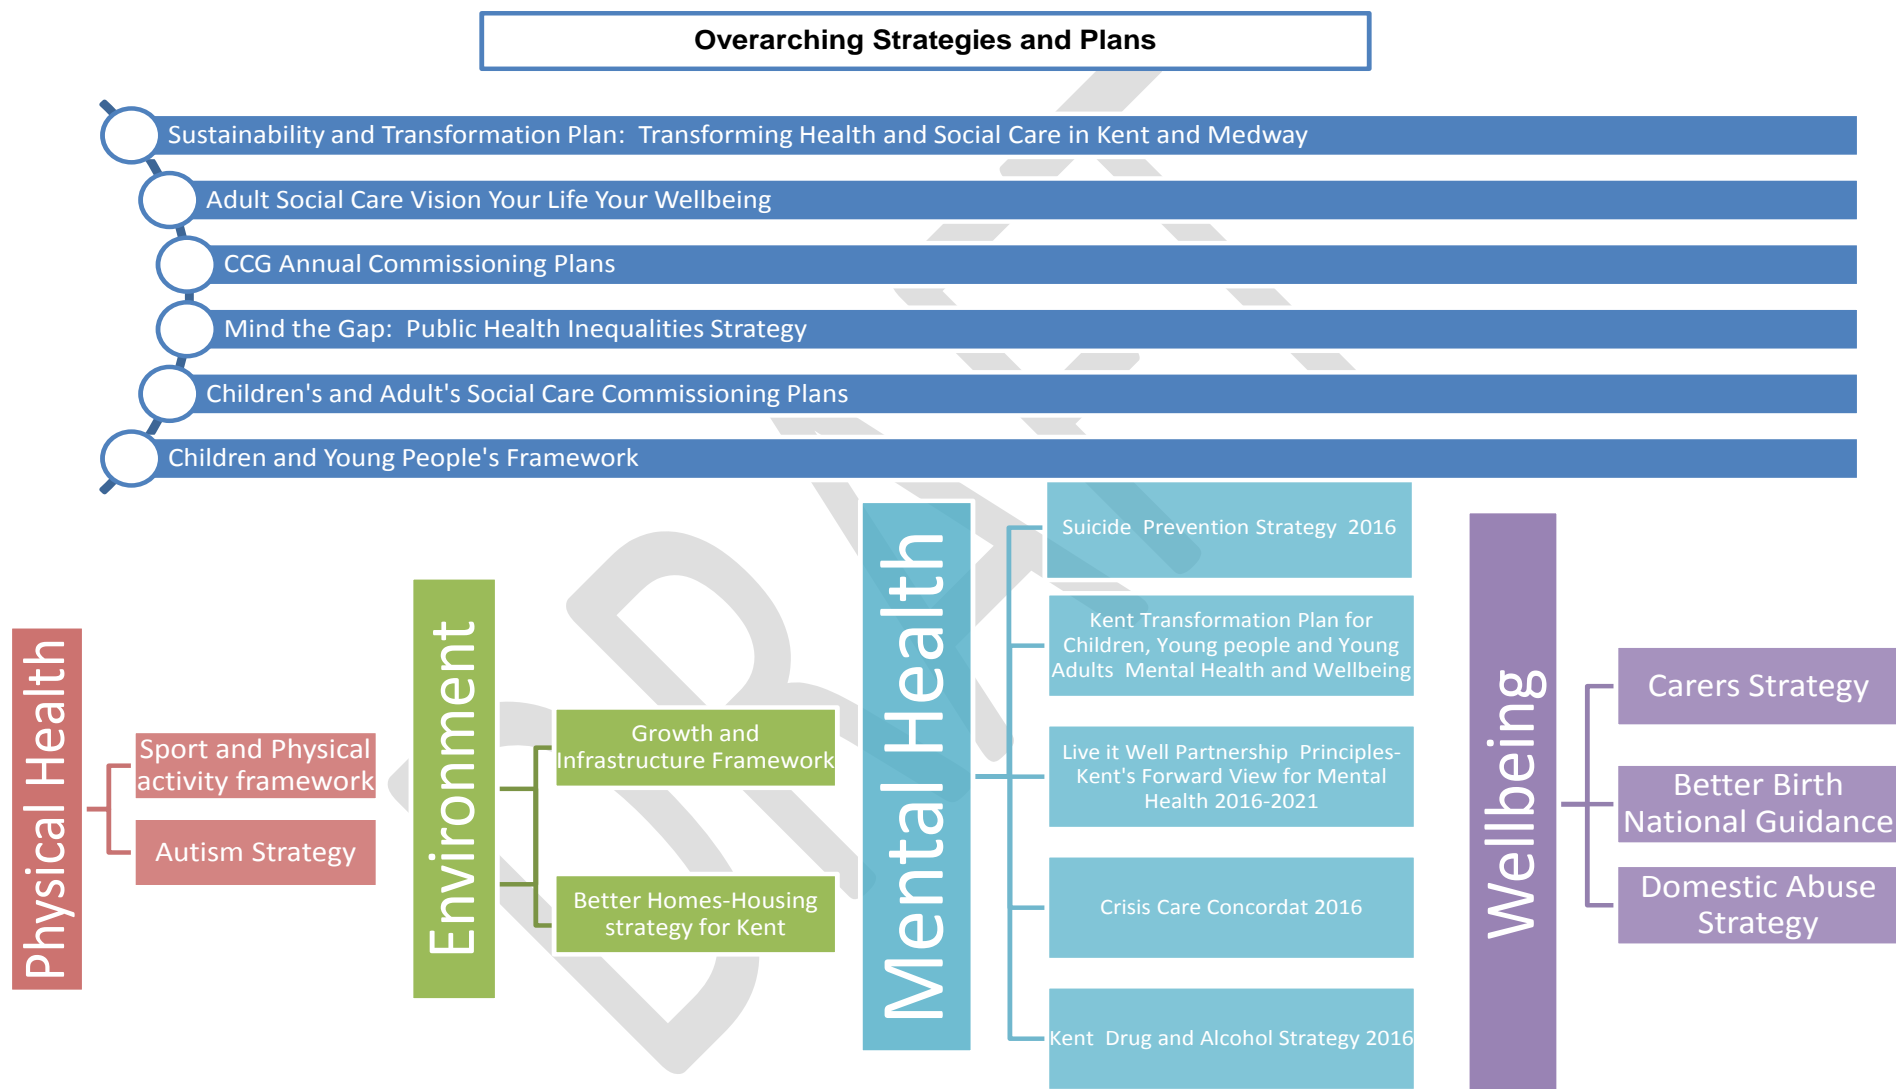 Overarching Strategies and Plans
Sustainability and Transformation Plan:  Transforming Health and Social Care in Kent and Medway
Adult Social Care Vision Your Life Your Wellbeing
CCG Annual Commissioning Plans
Mind the Gap:  Public Health Inequalities Strategy
Children's and Adult's Social Care Commissioning Plans
Children and Young People's Framework
Physical Health
Sport and Physical
activity framework
Autism Strategy
Environment
Growth and
Infrastructure Framework
Better Homes-Housing
strategy for Kent
Mental Health
Suicide  Prevention Strategy  2016
Kent Transformation Plan for
Children, Young people and Young
Adults  Mental Health and Wellbeing
Live it Well Partnership  Principles-
Kent's Forward View for Mental
Health 2016-2021
Crisis Care Concordat 2016
Kent  Drug and Alcohol Strategy 2016
Wellbeing
Carers Strategy
Better Birth
National Guidance
Domestic Abuse
Strategy
DRAFT